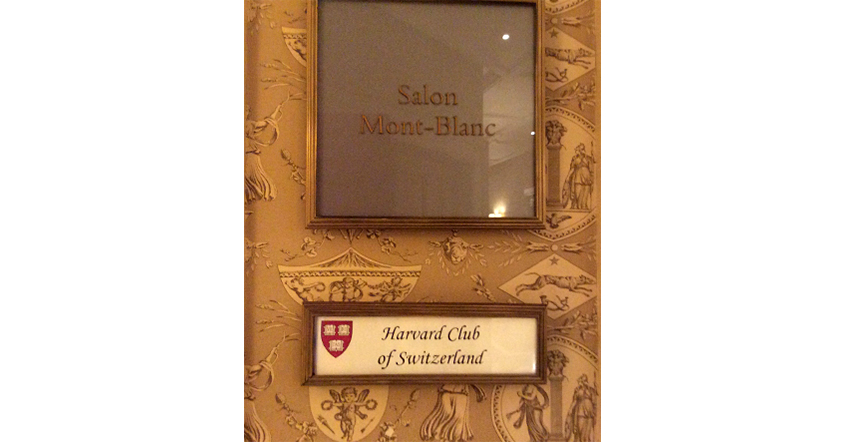 Salon
Mont-Blanc
Harvard Club
of Switzerland